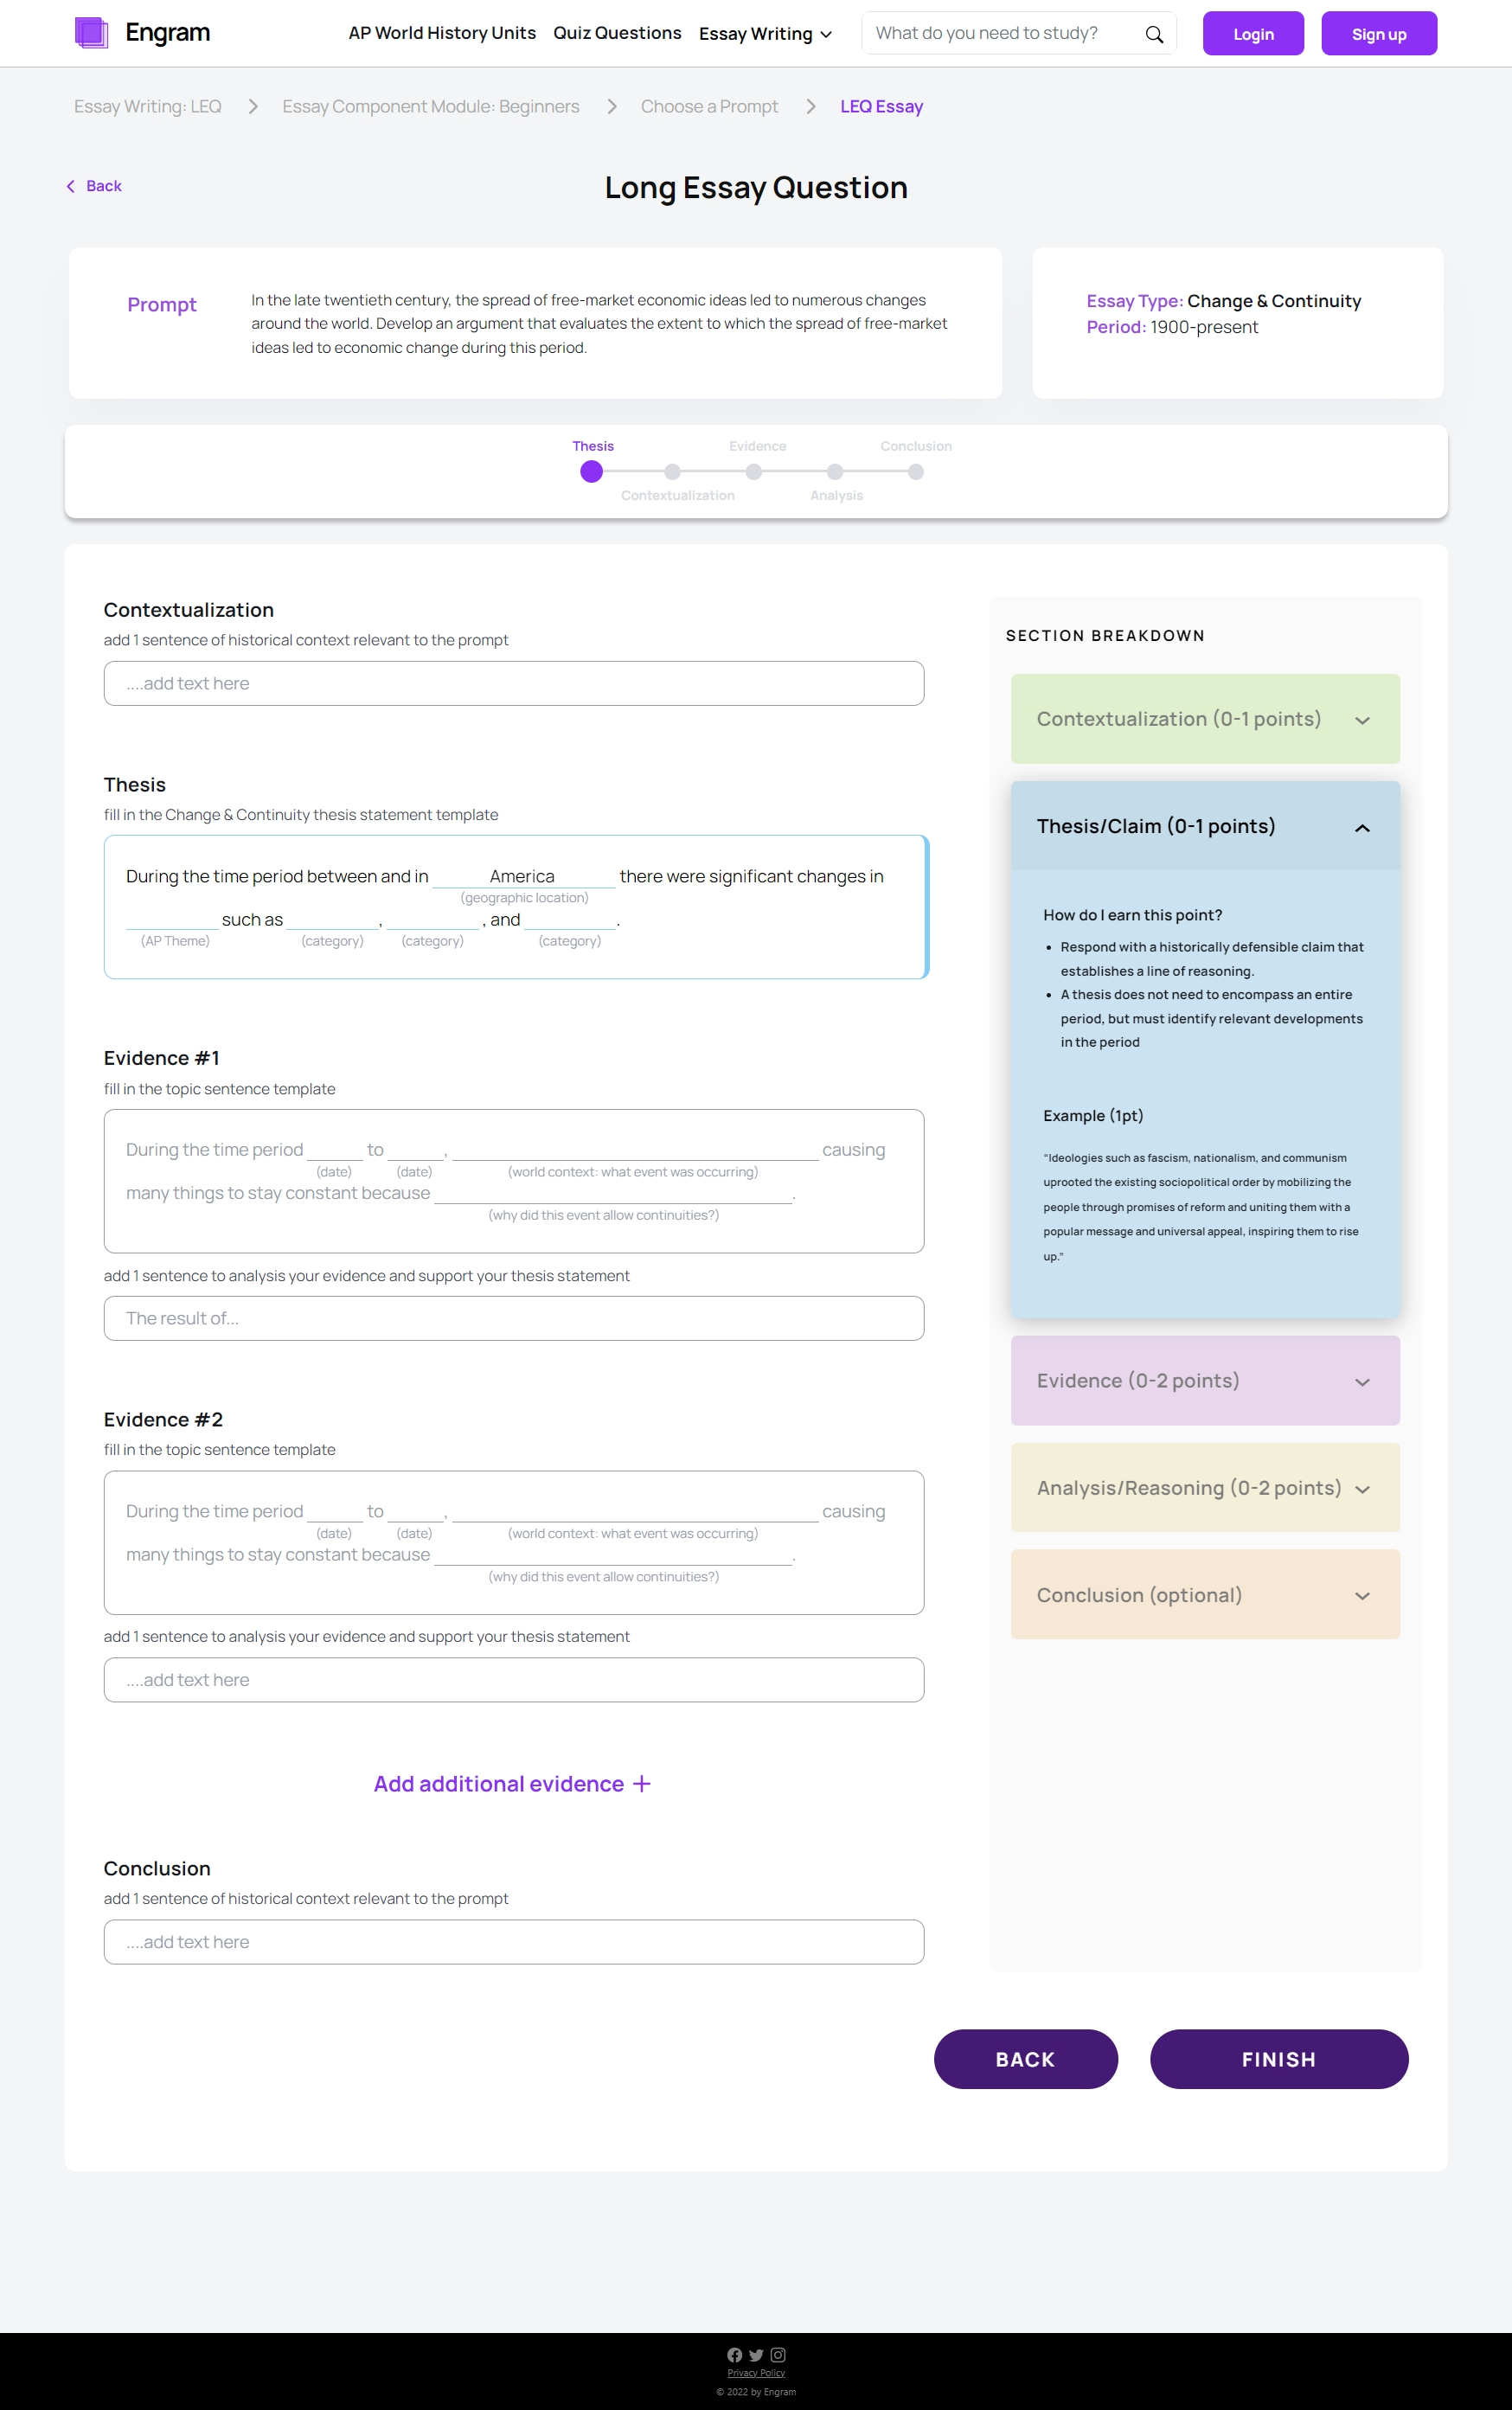 Engram
AP World History Units
Quiz Questions
Essay Writing
What do you need to study?
Login
Sign up
Essay Writing: LEQ
Essay Component Module: Beginners
Choose a Prompt
LEQ Essay
Back
Long Essay Question
Prompt
In the late twentieth century, the spread of free-market economic ideas led to numerous changes
around the world. Develop an argument that evaluates the extent to which the spread of free-market
ideas led to economic change during this period.
Essay Type: Change & Continuity
Period: 1900-present
Thesis
Contextualization
Evidence
Analysis
Conclusion
Contextualization
add 1 sentence of historical context relevant to the prompt
....add text here
Thesis
fill in the Change & Continuity thesis statement template
During the time period between and in America there were significant changes in
(geographic location)
such as , , and .
(AP Theme) (category) (category) (category)
Evidence #1
fill in the topic sentence template
During the time period to , causing
(date) (date) (world context: what event was occurring)
many things to stay constant because .
(why did this event allow continuities?)
add 1 sentence to analysis your evidence and support your thesis statement
The result of...
Evidence #2
fill in the topic sentence template
During the time period to , causing
(date) (date) (world context: what event was occurring)
many things to stay constant because .
(why did this event allow continuities?)
add 1 sentence to analysis your evidence and support your thesis statement
....add text here
Add additional evidence +
Conclusion
add 1 sentence of historical context relevant to the prompt
....add text here
SECTION BREAKDOWN
Contextualization (0-1 points)
Thesis/Claim (0-1 points)
How do I earn this point?
• Respond with a historically defensible claim that
establishes a line of reasoning.
• A thesis does not need to encompass an entire
period, but must identify relevant developments
in the period
Example (1pt)
"Ideologies such as fascism, nationalism, and communism
uprooted the existing sociopolitical order by mobilizing the
people through promises of reform and uniting them with a
popular message and universal appeal, inspiring them to rise
up."
Evidence (0-2 points)
Analysis/Reasoning (0-2 points)
Conclusion (optional)
BACK
FINISH
Privacy Policy
© 2022 by Engram